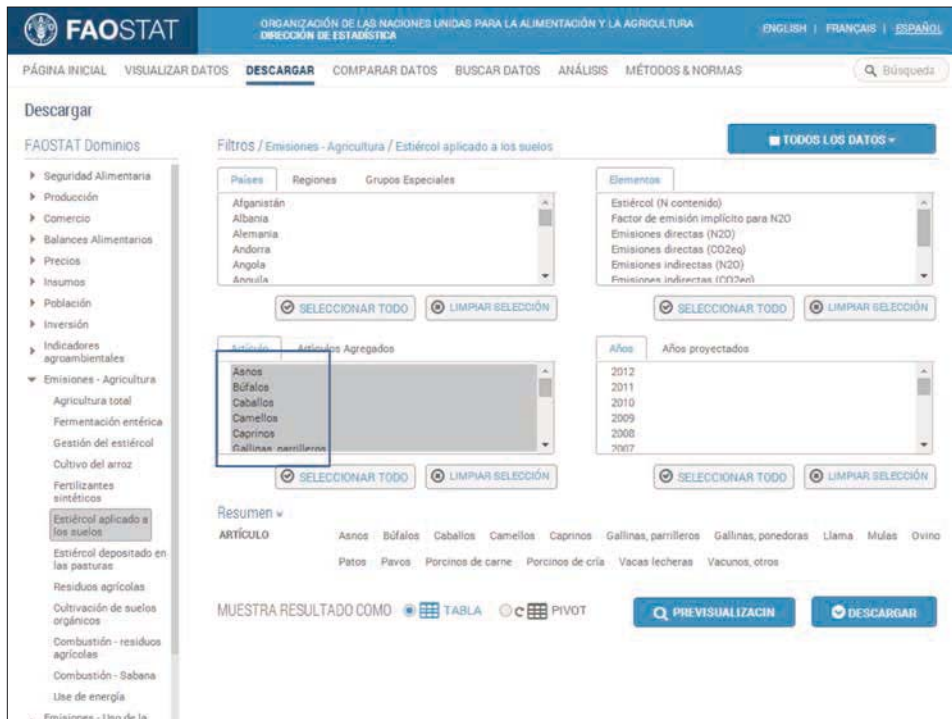 FAOSTAT
ORGANIZACIÓN DE LAS NACIONES UNIDAS PARA LA ALIMENTACIÓN Y LA AGRICULTURA
DIRECCIÓN DE ESTADÍSTICA
ENGLISH | FRANÇAIS | ESPAÑOL
PÁGINA INICIAL VISUALIZAR DATOS DESCARGAR COMPARAR DATOS BUSCAR DATOS ANÁLISIS MÉTODOS & NORMAS
Búsqueda
Descargar
FAOSTAT Dominios
Seguridad Alimentaria
Producción
Comercio
Balances Alimentarios
Precios
Insumos
Población
Inversión
Indicadores
agroambientales
Emisiones - Agricultura
Agricultura total
Fermentación entérica
Gestión del estiércol
Cultivo del arroz
Fertilizantes
sintéticos
Estiércol aplicado a
los suelos
Estiércol depositado en
las pasturas
Residuos agrícolas
Cultivación de suelos
orgánicos
Combustión - residuos
agrícolas
Combustión - Sabana
Use de energía
Emisiones - Uso de la
Filtros / Emisiones - Agricultura / Estiércol aplicado a los suelos
TODOS LOS DATOS
Países Regiones Grupos Especiales
Afganistán
Albania
Alemania
Andorra
Angola
Anguila
SELECCIONAR TODO LIMPIAR SELECCIÓN
Elementos
Estiércol (N contenido)
Factor de emisión implícito para N2O
Emisiones directas (N2O)
Emisiones directas (CO2eq)
Emisiones indirectas (N2O)
Emisiones indirectas (CO2eq)
SELECCIONAR TODO LIMPIAR SELECCIÓN
Artículo Artículos Agregados
Asnos
Búfalos
Caballos
Camellos
Caprinos
Gallinas, parrilleros
SELECCIONAR TODO LIMPIAR SELECCIÓN
Años Años proyectados
2012
2011
2010
2009
2008
2007
SELECCIONAR TODO LIMPIAR SELECCIÓN
Resumen
ARTÍCULO Asnos Búfalos Caballos Camellos Caprinos Gallinas, parrilleros Gallinas, ponedoras Llama Mulas Ovino
Patos Pavos Porcinos de carne Porcinos de cría Vacas lecheras Vacunos, otros
MUESTRA RESULTADO COMO TABLA PIVOT
PREVISUALIZACIN DESCARGAR